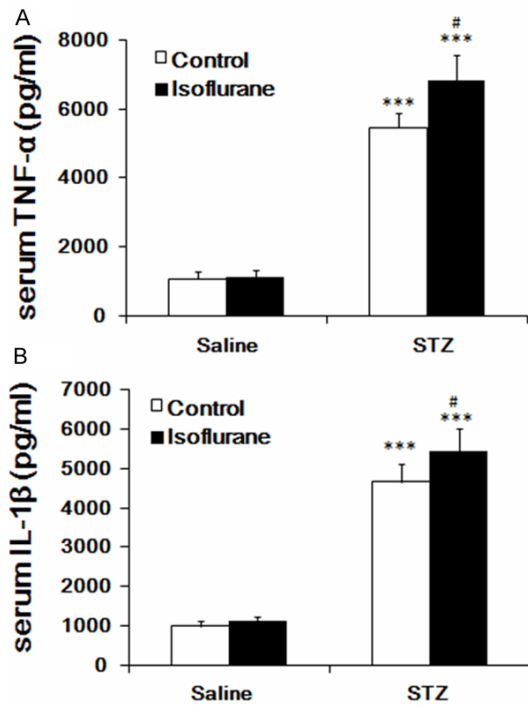 A
serum TNF-α (pg/ml)
8000
6000
4000
2000
0
Control
Isoflurane
***
#
***
Saline
STZ
B
serum IL-1β (pg/ml)
7000
6000
5000
4000
3000
2000
1000
0
Control
Isoflurane
***
#
***
Saline
STZ